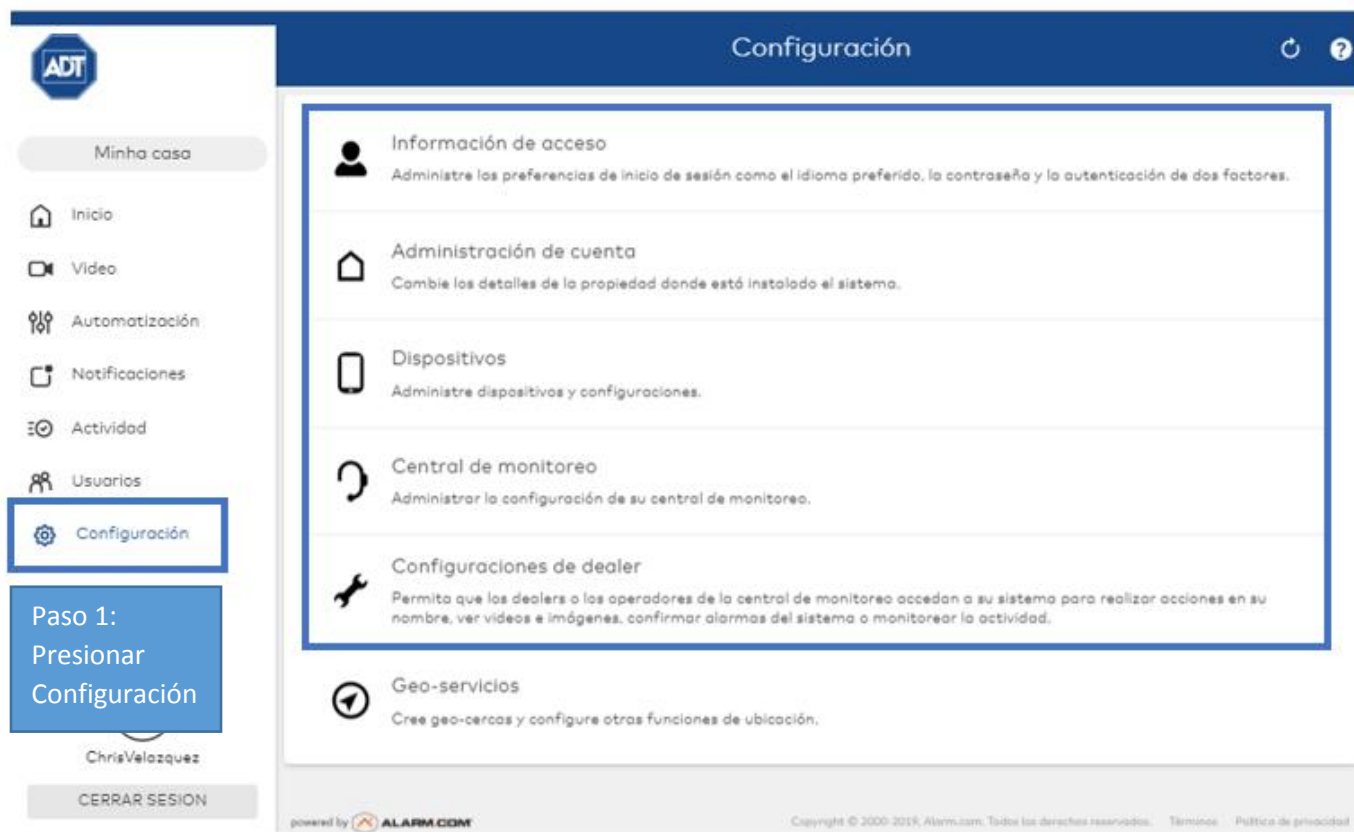 Configuración
ADT
Minha casa
Inicio
Video
Automatización
Notificaciones
Actividad
Usuarios
Configuración
Paso 1:
Presionar
Configuración
ChrisVelazquez
CERRAR SESION
Información de acceso
Administre las preferencias de inicio de sesión como el idioma preferido, la contraseña y la autenticación de dos factores.
Administración de cuenta
Cambie los detalles de la propiedad donde está instalado el sistema.
Dispositivos
Administre dispositivos y configuraciones.
Central de monitoreo
Administrar la configuración de su central de monitoreo.
Configuraciones de dealer
Permita que los dealers o los operadores de la central de monitoreo accedan a su sistema para realizar acciones en su
nombre, ver videos e imágenes, confirmar alarmas del sistema o monitorear la actividad.
Geo-servicios
Cree geo-cercas y configure otras funciones de ubicación.
powered by ALARM.COM
Copyright © 2000-2019, Alarm.com. Todos los derechos reservados. Términos Política de privacidad